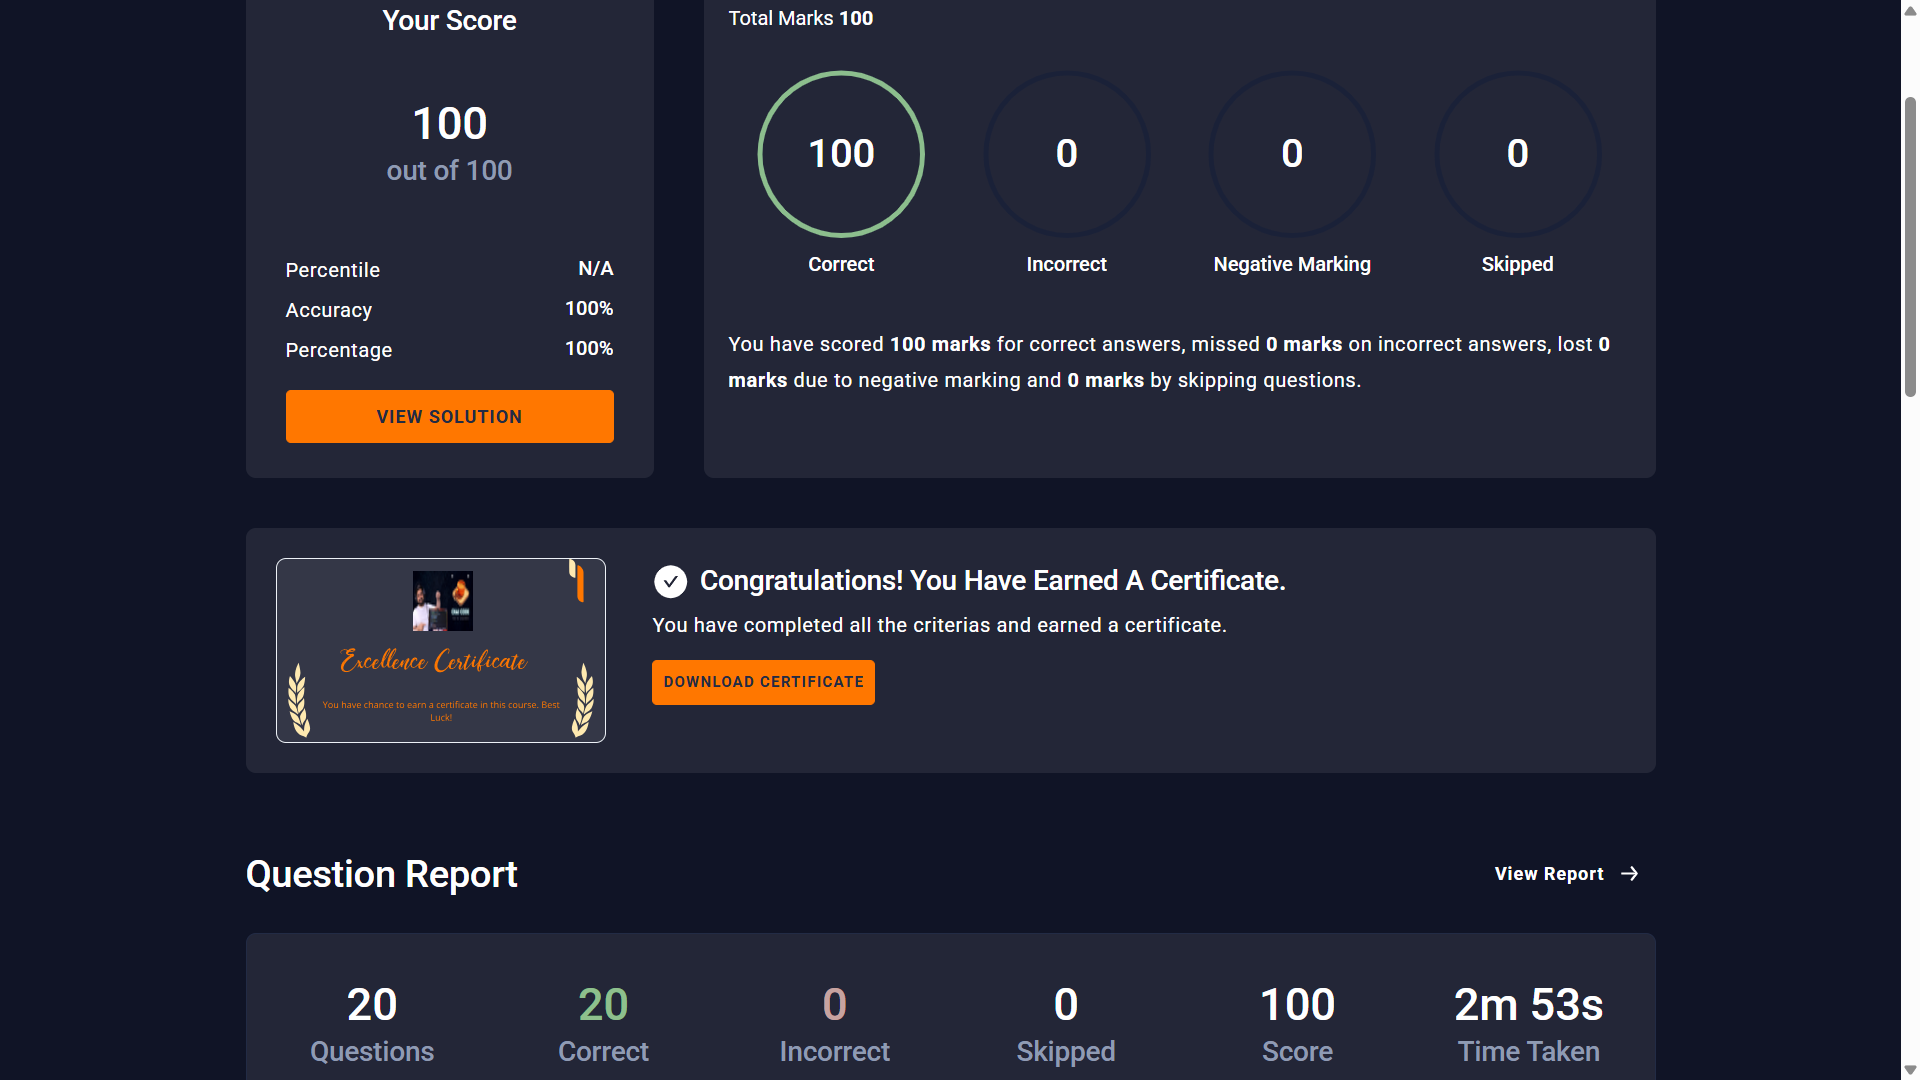 Your Score
100
out of 100
Percentile N/A
Accuracy 100%
Percentage 100%
VIEW SOLUTION
Total Marks 100
100 0 0 0
Correct Incorrect Negative Marking Skipped
You have scored 100 marks for correct answers, missed 0 marks on incorrect answers, lost 0
marks due to negative marking and 0 marks by skipping questions.
Excellence Certificate
You have chance to earn a certificate in this course. Best
Luck!
Congratulations! You Have Earned A Certificate.
You have completed all the criterias and earned a certificate.
DOWNLOAD CERTIFICATE
Question Report
View Report
20 20 0 0 100 2m 53s
Questions Correct Incorrect Skipped Score Time Taken